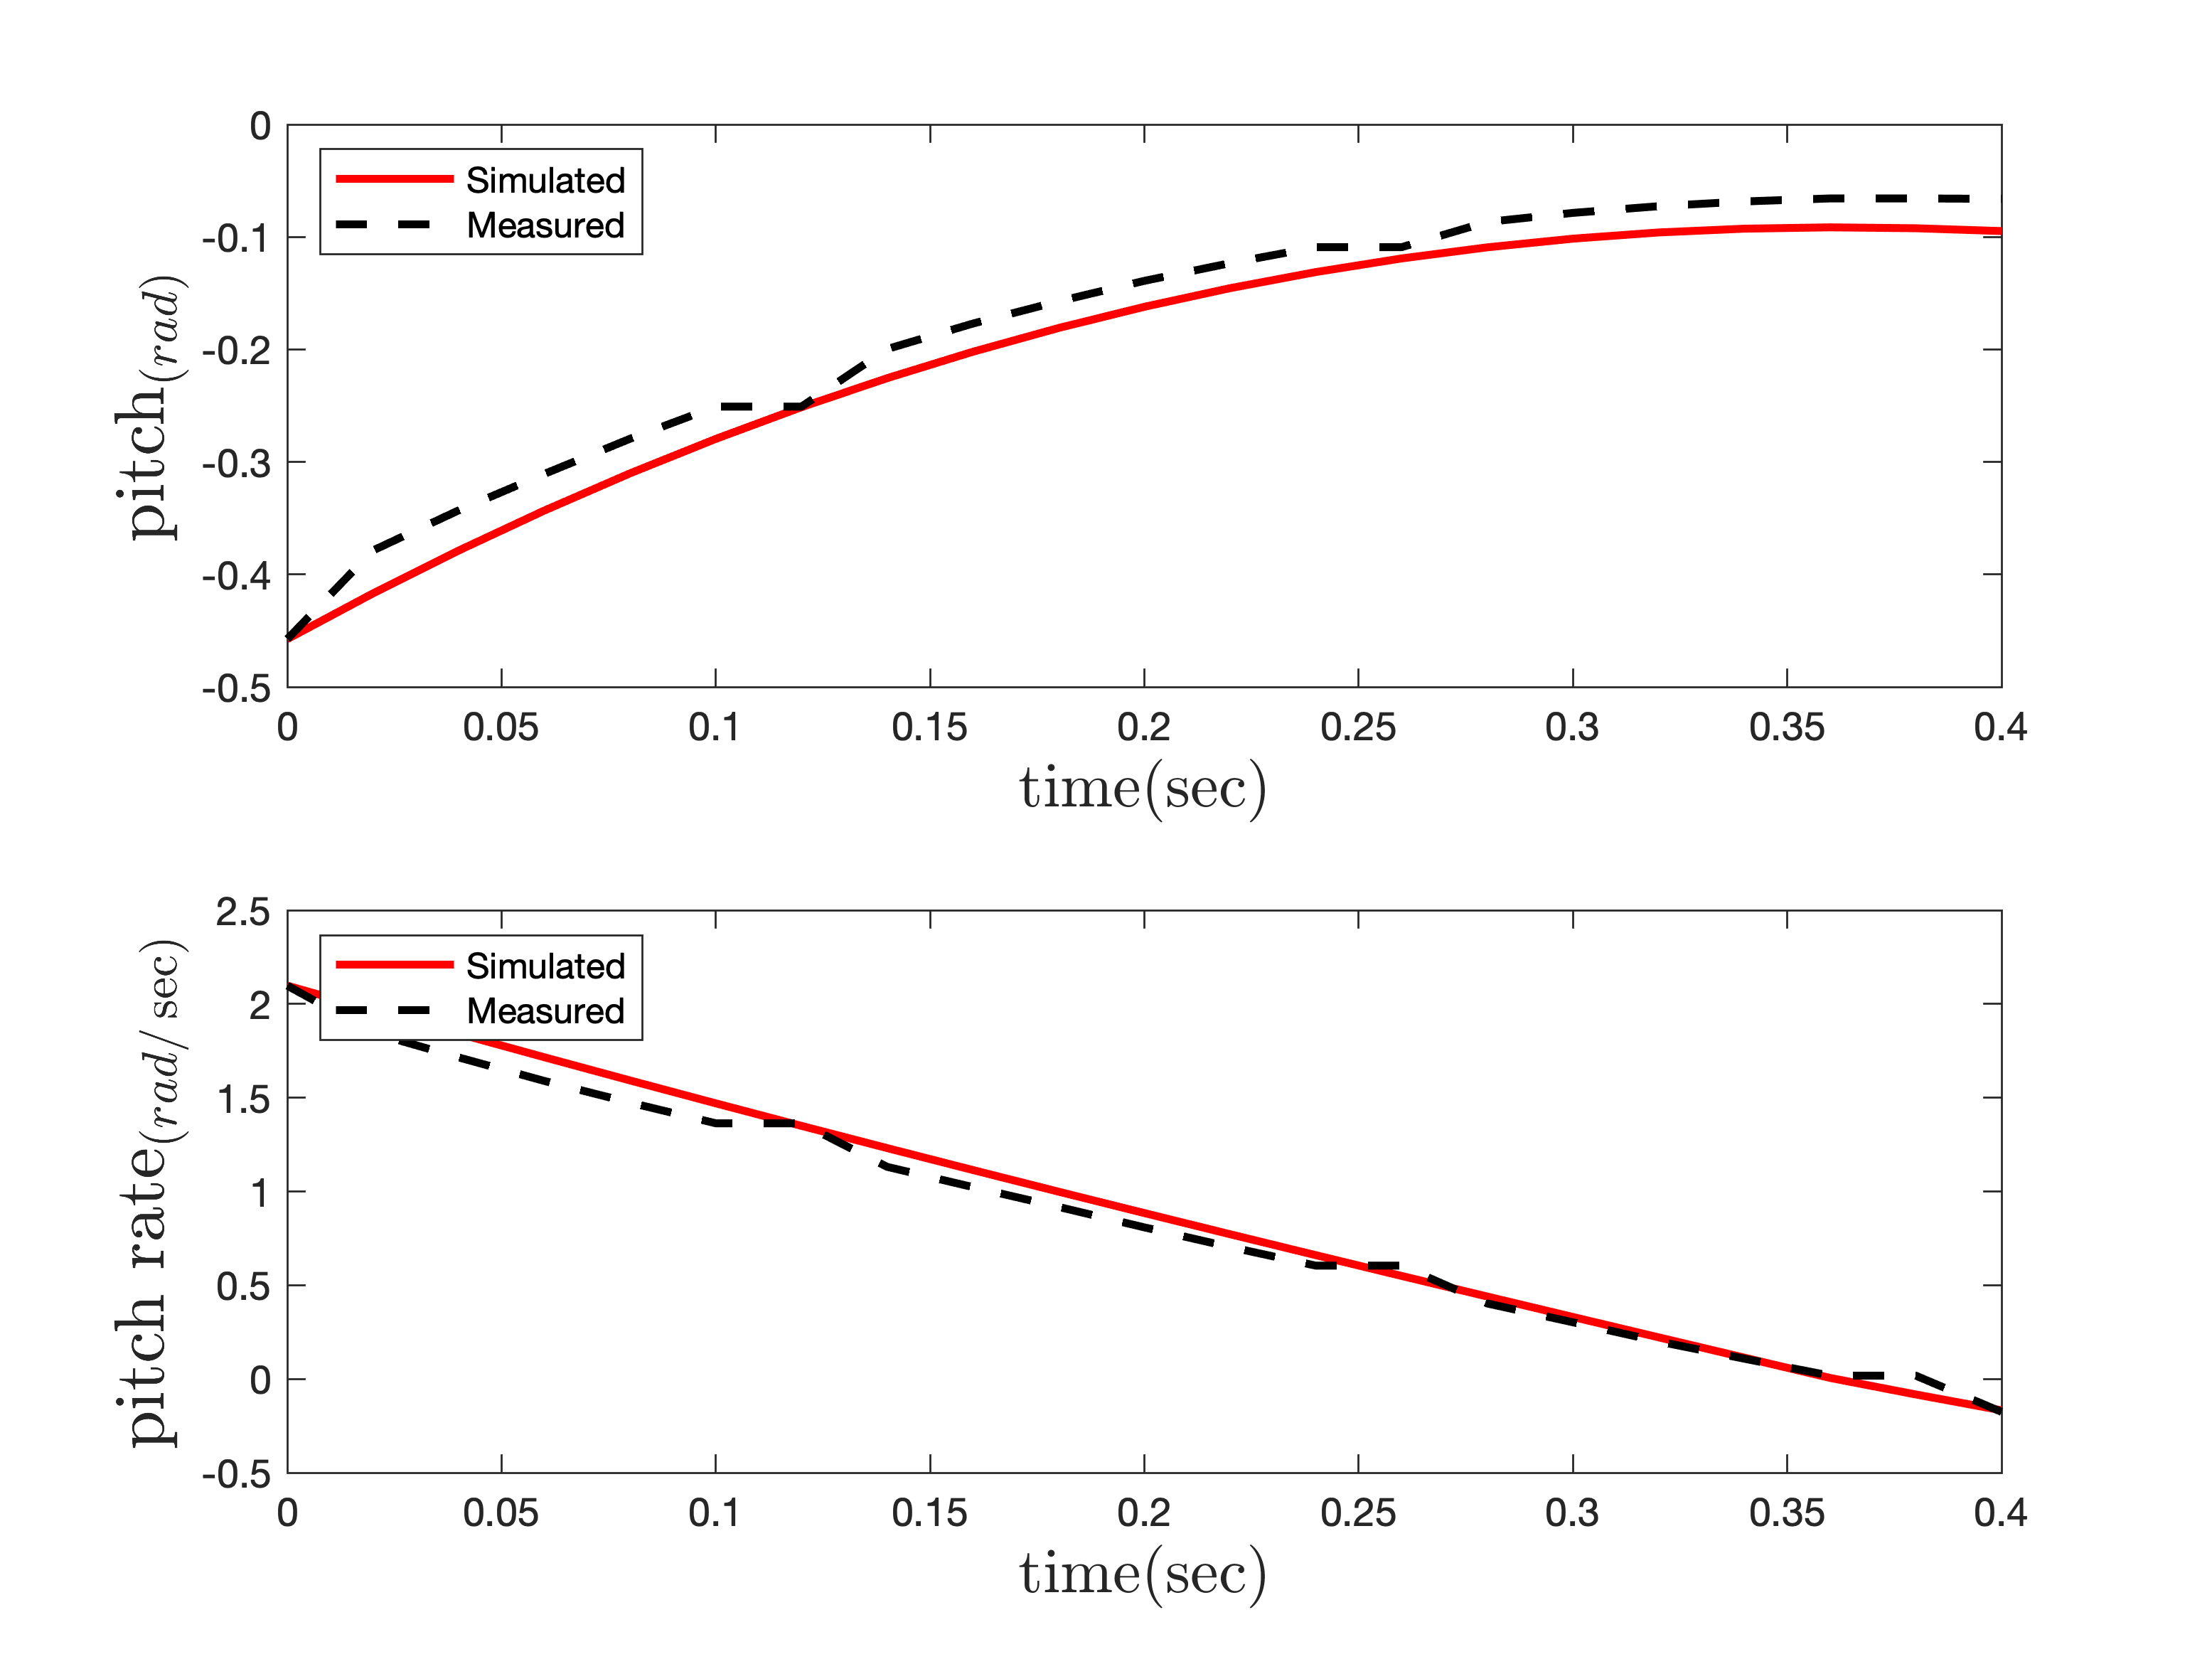 0
-0.1
-0.2
-0.3
-0.4
-0.5
pitch(rad)
Simulated
Measured
0 0.05 0.1 0.15 0.2 0.25 0.3 0.35 0.4
time(sec)
2.5
2
1.5
1
0.5
0
-0.5
pitch rate(rad/ sec)
Simulated
Measured
0 0.05 0.1 0.15 0.2 0.25 0.3 0.35 0.4
time(sec)